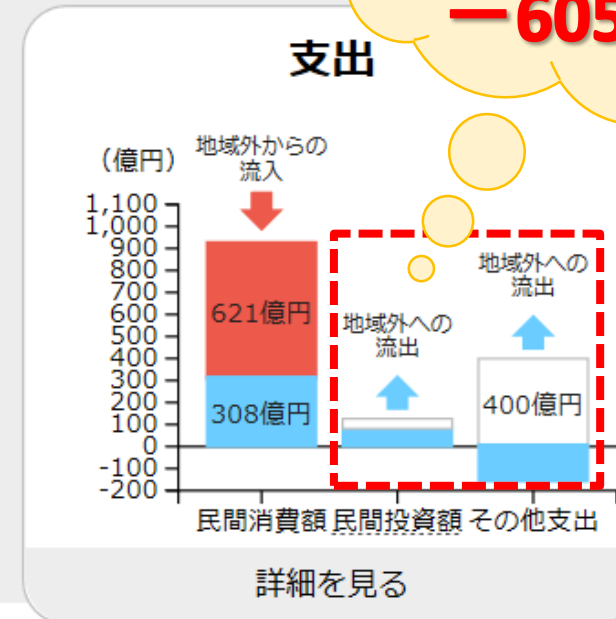 ー605
支出
（億円）
地域外からの
流入
1,100
1,000
900
800
700
600
500
400
300
200
100
0
-100
-200
621億円
308億円
地域外への
流出
地域外への
流出
400億円
民間消費額 民間投資額 その他支出
詳細を見る